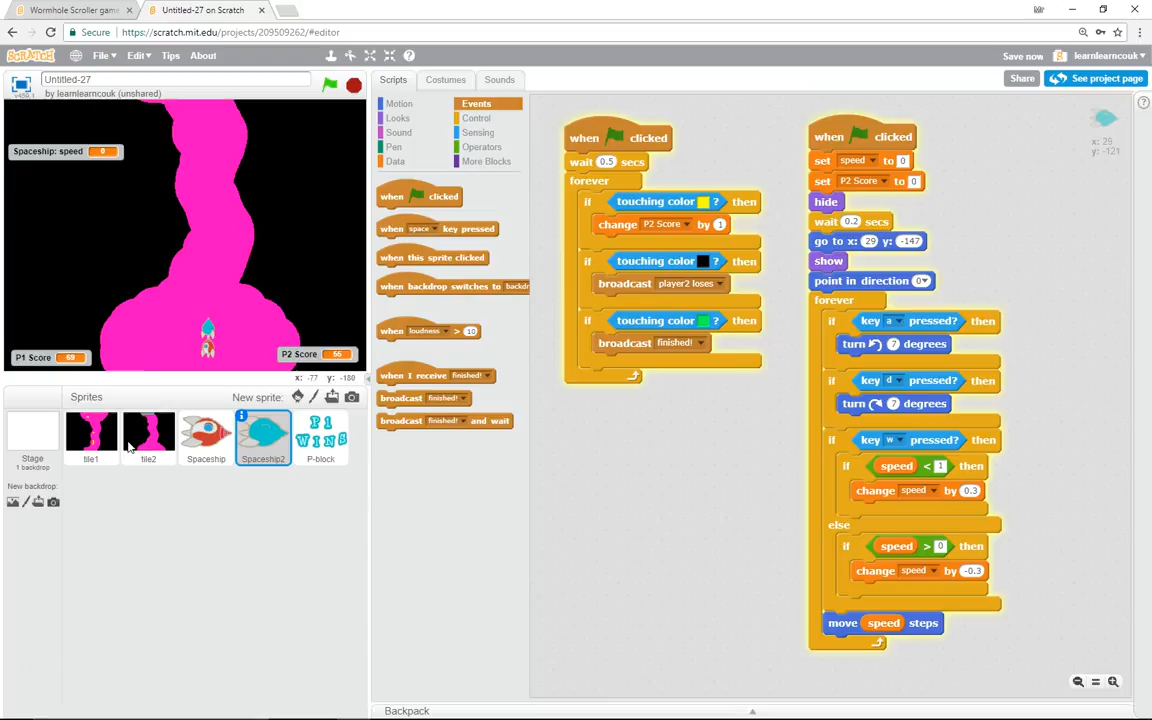 Wormhole Scroller gam
Untitled-27 on Scratch
Secure
https://scratch.mit.edu/projects/209509262/#editor
SCRATCH
File
Edit
Tips
About
Save now
learnlearncouk
Untitled-27
by learnlearncouk (unshared)
v459.1
Share
See project page
Scripts
Costumes
Sounds
Motion
Events
Looks
Control
Sound
Sensing
Pen
Operators
Data
More Blocks
when clicked
when space key pressed
when this sprite clicked
when backdrop switches to backdr
when loudness > 10
when I receive finished!
broadcast finished!
broadcast finished! and wait
Spaceship: speed 0
P1 Score 69
P2 Score 56
x: -77 y: -180
Sprites
New sprite:
Stage
1 backdrop
New backdrop:
tile1
tile2
Spaceship
Spaceship2
P1
WINS
P-block
when clicked
wait 0.5 secs
forever
if touching color ? then
change P2 Score by 1
if touching color ? then
broadcast player2 loses
if touching color ? then
broadcast finished!
when clicked
set speed to 0
set P2 Score to 0
hide
wait 0.2 secs
go to x: 29 y: -147
show
point in direction 0
forever
if key a pressed? then
turn 7 degrees
if key d pressed? then
turn 7 degrees
if key w pressed? then
if speed < 1 then
change speed by 0.3
else
if speed > 0 then
change speed by -0.3
move speed steps
x: 29
y: -121
Backpack